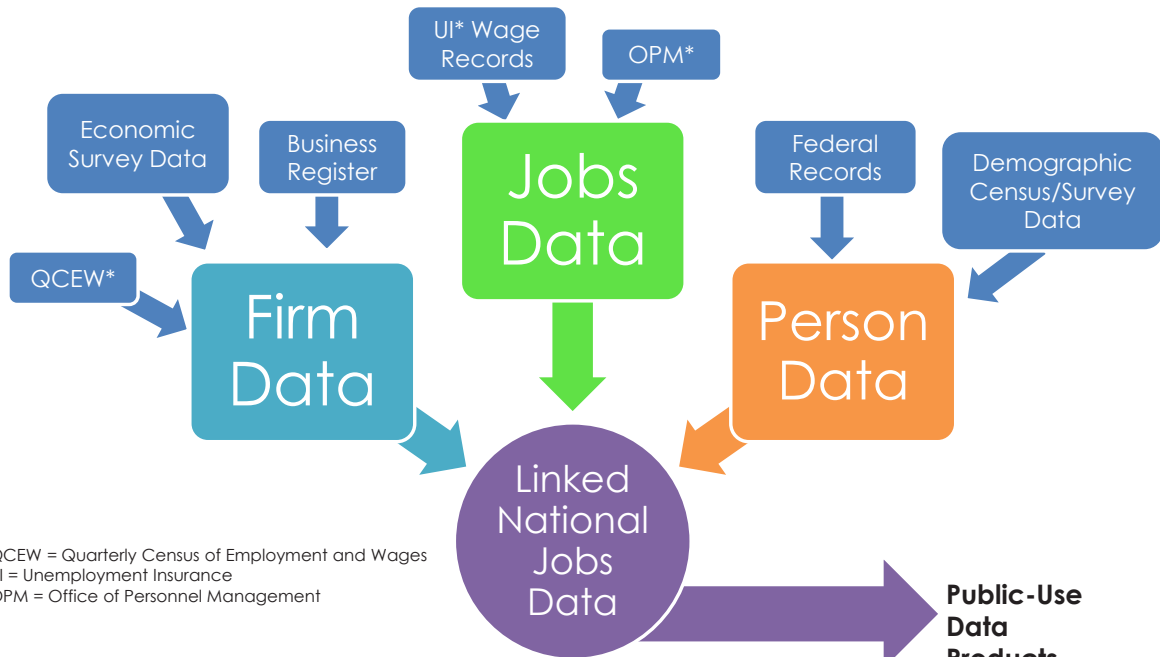 UI* Wage
Records
OPM*
Economic
Survey Data
Business
Register
Jobs
Data
Federal
Records
Demographic
Census/Survey
Data
QCEW*
Firm
Data
Person
Data
Linked
National
Jobs
Data
QCEW = Quarterly Census of Employment and Wages
I = Unemployment Insurance
OPM = Office of Personnel Management
Public-Use
Data
Products